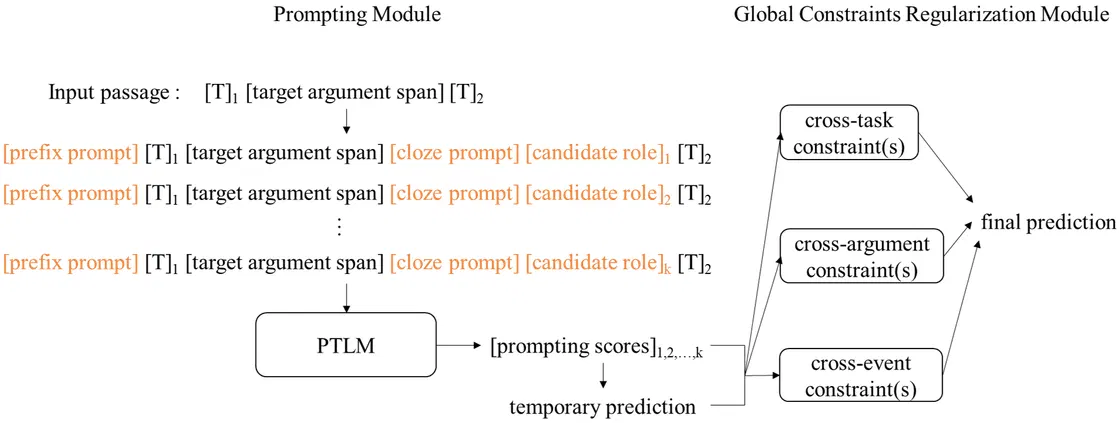 Prompting Module
Global Constraints Regularization Module
Input passage : [T]1 [target argument span] [T]2
[prefix prompt] [T]1 [target argument span] [cloze prompt] [candidate role]1 [T]2
[prefix prompt] [T]1 [target argument span] [cloze prompt] [candidate role]2 [T]2
⋮
[prefix prompt] [T]1 [target argument span] [cloze prompt] [candidate role]k [T]2
PTLM
[prompting scores]1,2,…,k
temporary prediction
cross-task
constraint(s)
cross-argument
constraint(s)
cross-event
constraint(s)
final prediction